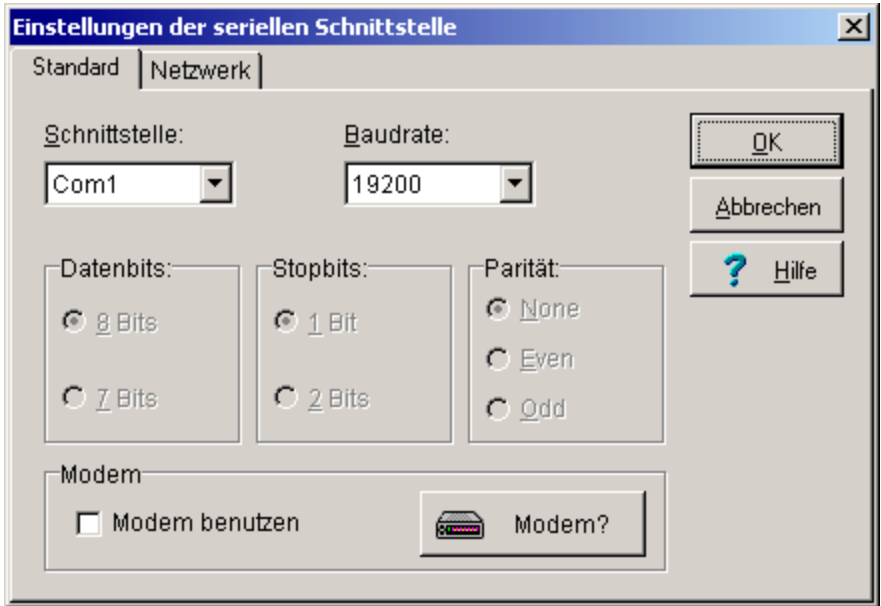 Einstellungen der seriellen Schnittstelle
Standard Netzwerk
Schnittstelle: Baudrate:
Com1 19200
OK
Abbrechen
Hilfe
Datenbits: Stopbits: Parität:
8 Bits 1 Bit None
Even
7 Bits 2 Bits Odd
Modem
Modem benutzen Modem?